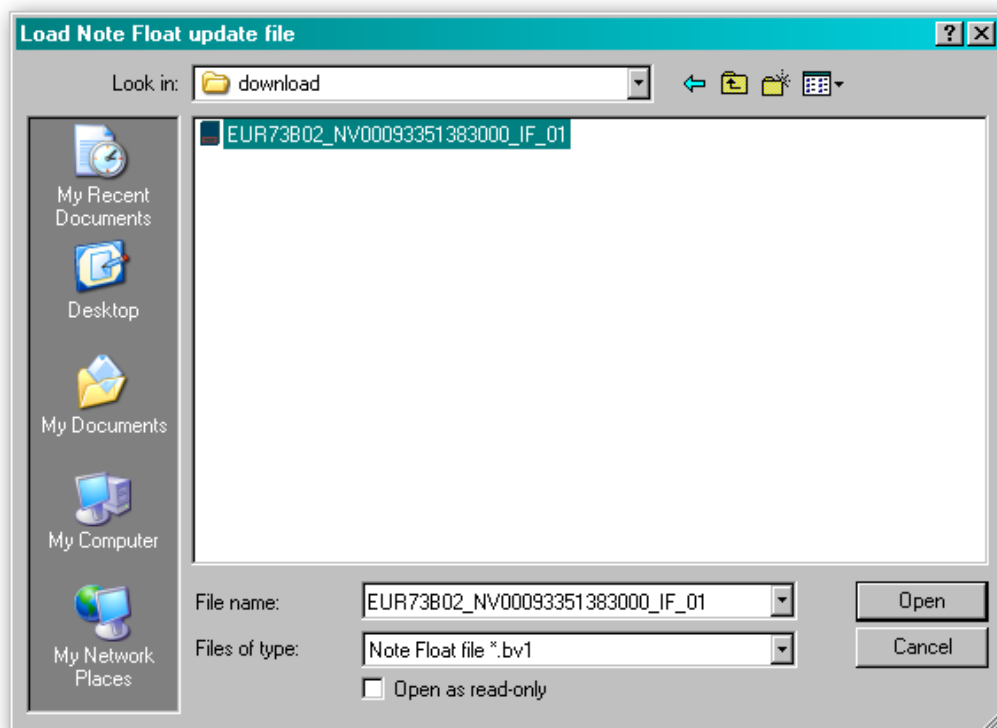 Load Note Float update file
Look in: download
EUR73B02_NV00093351383000_IF_01
My Recent
Documents
Desktop
My Documents
My Computer
My Network
Places
File name: EUR73B02_NV00093351383000_IF_01 Open
Files of type: Note Float file *.bv1 Cancel
Open as read-only